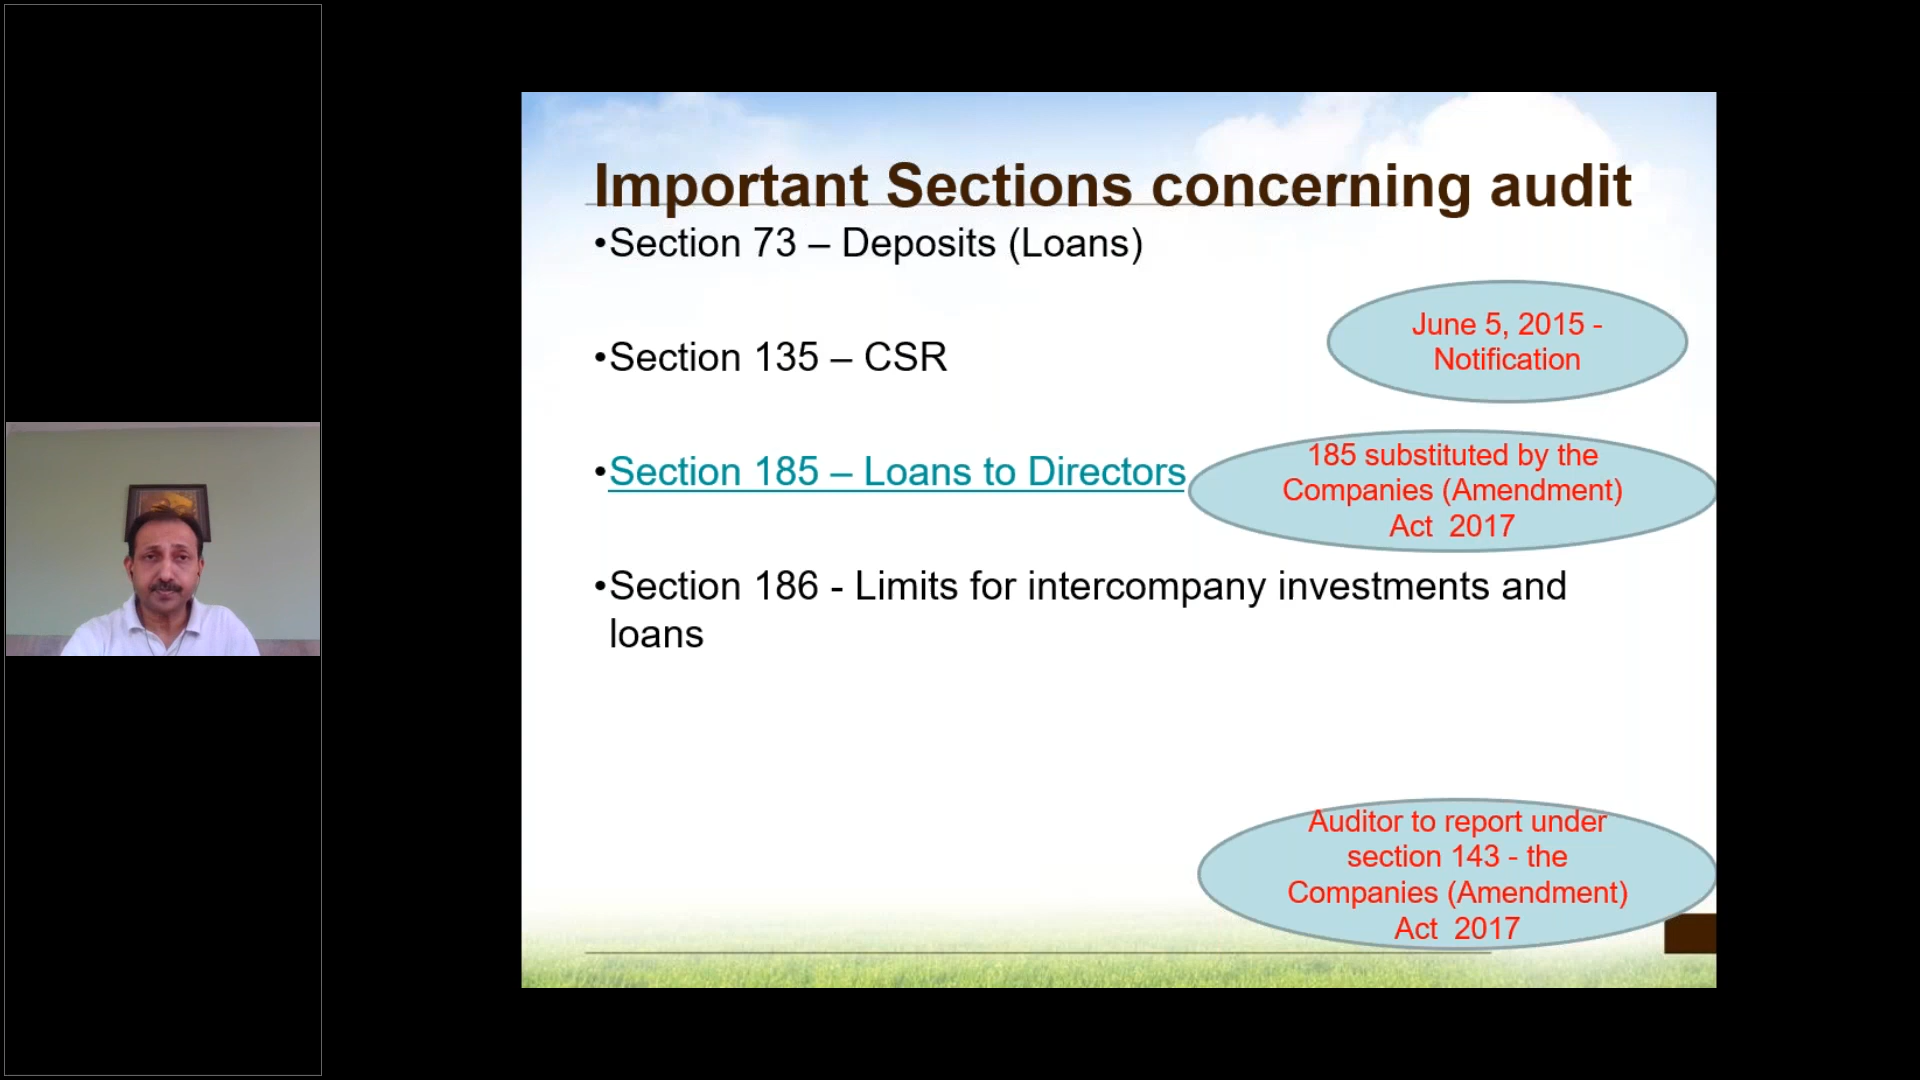 Important Sections concerning audit
•Section 73 – Deposits (Loans)
June 5, 2015 -
Notification
•Section 135 – CSR
•Section 185 – Loans to Directors
185 substituted by the
Companies (Amendment)
Act 2017
•Section 186 - Limits for intercompany investments and
loans
Auditor to report under
section 143 - the
Companies (Amendment)
Act 2017